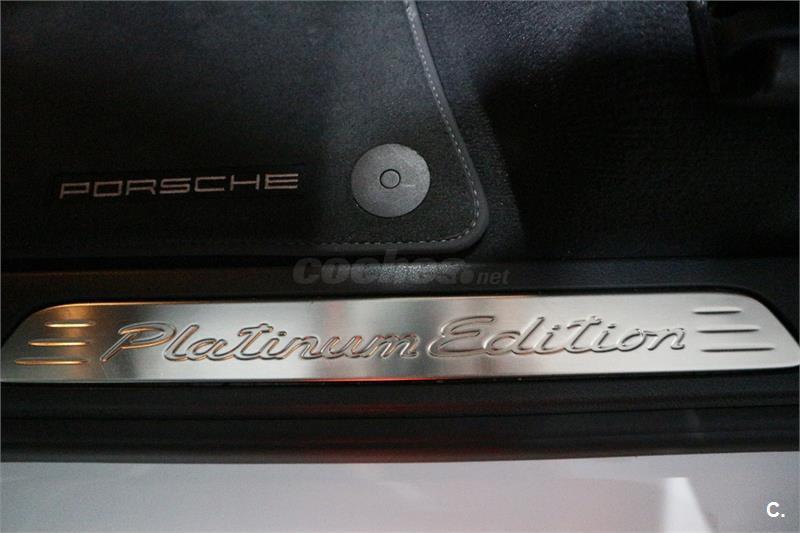 PORSCHE
coches.net
Platinum Edition
C.